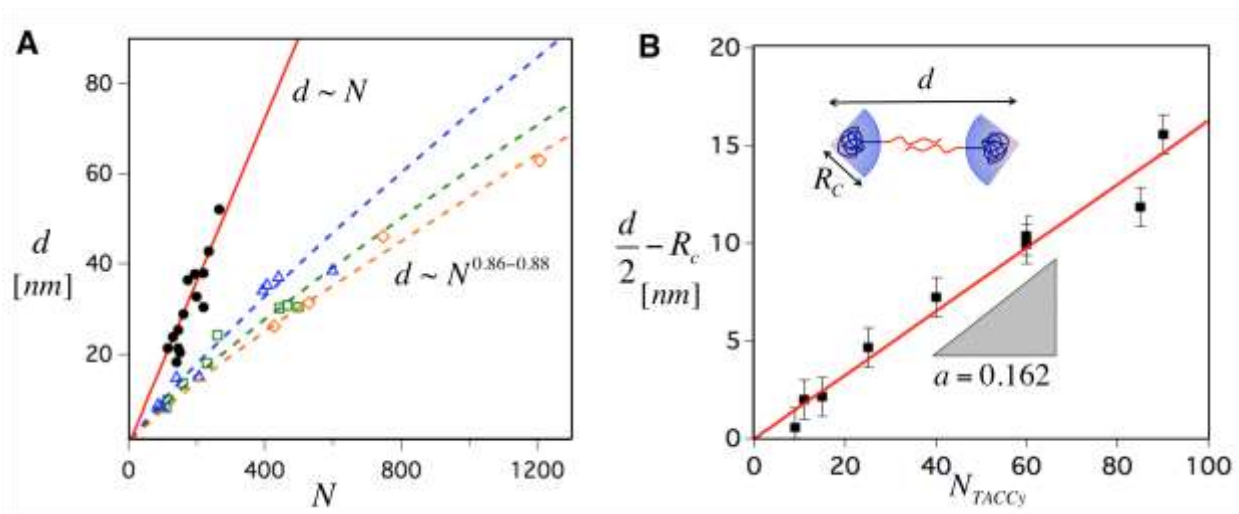 A
d ~ N
d ~ N^0.86–0.88
d
[nm]
80
60
40
20
0
400
800
1200
N
B
20
15
10
5
0
d
R_C
d/2 – R_c
[nm]
a = 0.162
0
20
40
60
80
100
N_TACCy